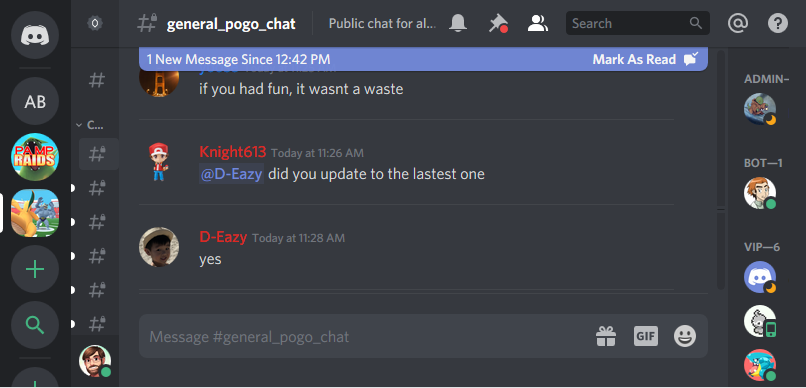 general_pogo_chat
Public chat for al...
Search
1 New Message Since 12:42 PM
Mark As Read
if you had fun, it wasnt a waste
Knight613 Today at 11:26 AM
@D-Eazy did you update to the lastest one
D-Eazy Today at 11:28 AM
yes
Message #general_pogo_chat
GIF
AB
RAIDS
C...
ADMIN—
BOT—1
VIP—6